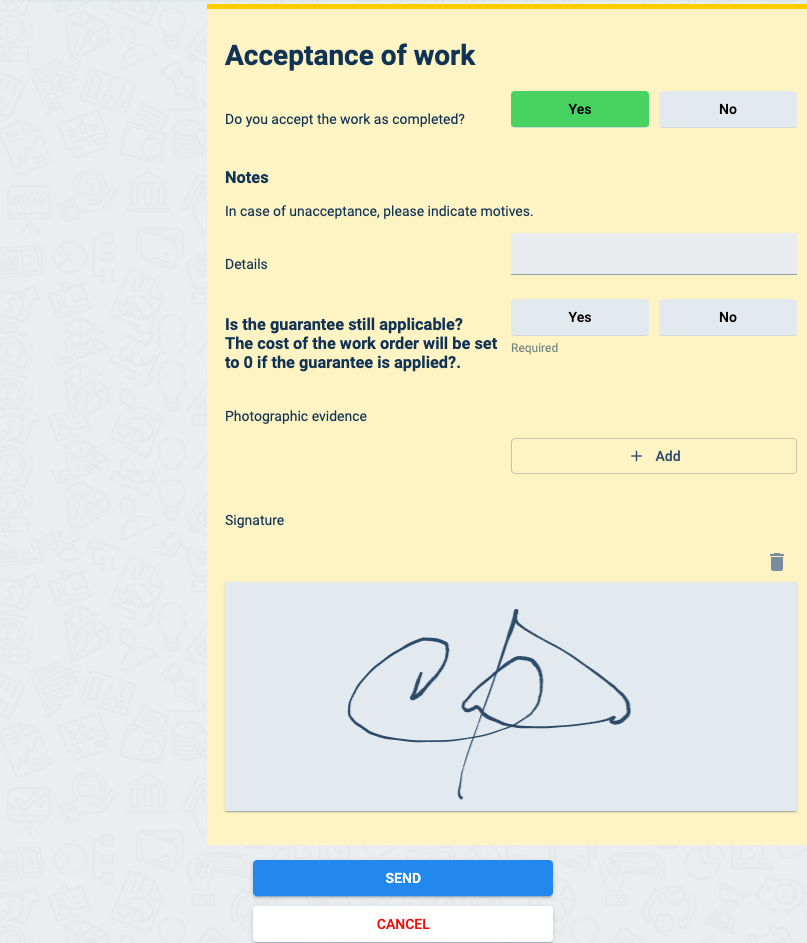 Acceptance of work
Do you accept the work as completed?
Yes
No
Notes
In case of unacceptance, please indicate motives.
Details
Is the guarantee still applicable?
The cost of the work order will be set
to 0 if the guarantee is applied?.
Yes
No
Required
Photographic evidence
+ Add
Signature
SEND
CANCEL